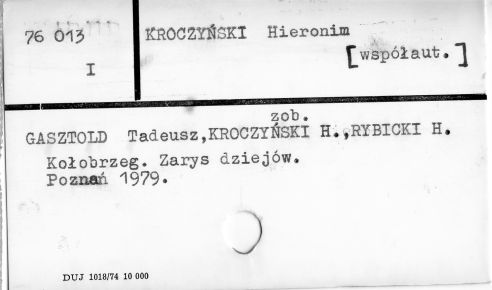 76 013
I
KROCZYŃSKI Hieronim
[współaut.]
zob.
GASZTOLD Tadeusz,KROCZYŃSKI H.,RYBICKI H.
Kołobrzeg. Zarys dziejów.
Poznań 1979.
DUJ 1018/74 10 000